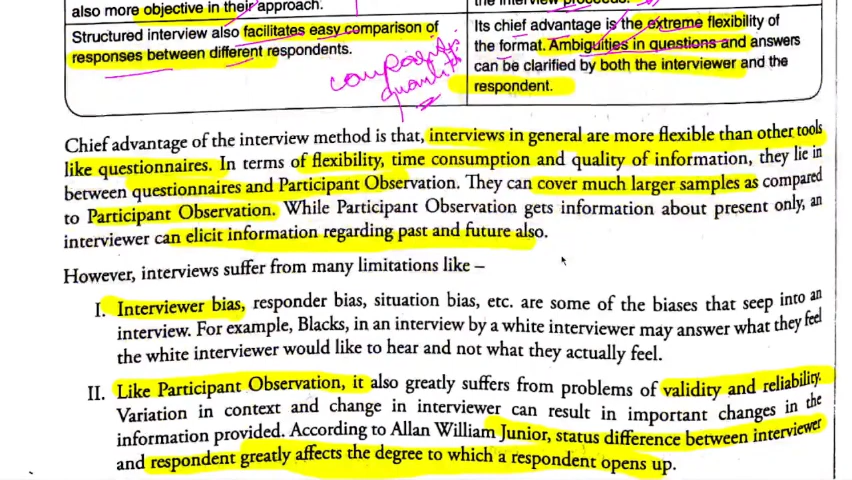 also more objective in their approach.
Structured interview also facilitates easy comparison of
responses between different respondents.
Its chief advantage is the extreme flexibility of
the format. Ambiguities in questions and answers
can be clarified by both the interviewer and the
respondent.
Chief advantage of the interview method is that, interviews in general are more flexible than other tools
like questionnaires. In terms of flexibility, time consumption and quality of information, they lie in
between questionnaires and Participant Observation. They can cover much larger samples as compared
to Participant Observation. While Participant Observation gets information about present only, an
interviewer can elicit information regarding past and future also.
However, interviews suffer from many limitations like –
I. Interviewer bias, responder bias, situation bias, etc. are some of the biases that seep into an
interview. For example, Blacks, in an interview by a white interviewer may answer what they feel
the white interviewer would like to hear and not what they actually feel.
II. Like Participant Observation, it also greatly suffers from problems of validity and reliability.
Variation in context and change in interviewer can result in important changes in the
information provided. According to Allan William Junior, status difference between interviewer
and respondent greatly affects the degree to which a respondent opens up.